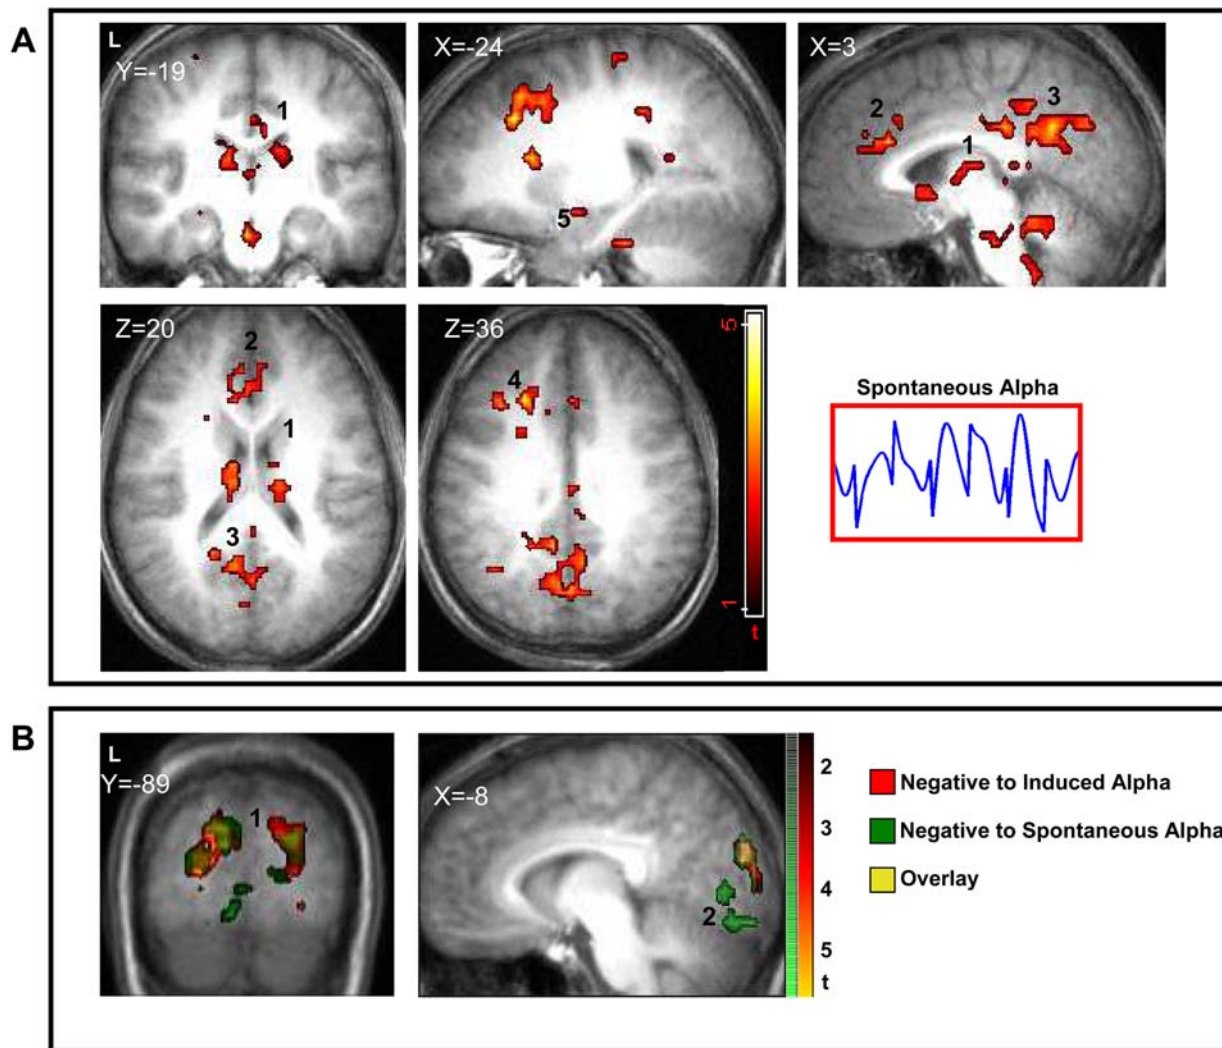 A
L
Y=-19
1
X=-24
5
X=3
2
3
1
Z=20
2
1
3
Z=36
4
5
1
t
Spontaneous Alpha
B
L
Y=-89
1
X=-8
2
2
3
4
5
t
Negative to Induced Alpha
Negative to Spontaneous Alpha
Overlay